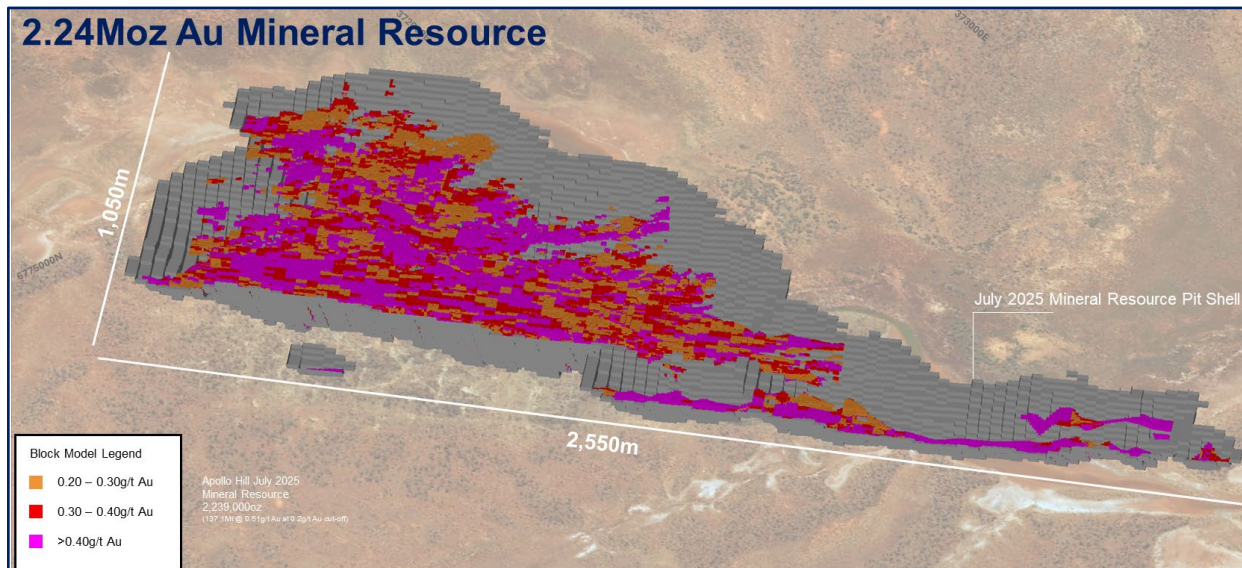 2.24Moz Au Mineral Resource
373000E
1,050m
6775000N
July 2025 Mineral Resource Pit Shell
2,550m
Block Model Legend
0.20 – 0.30g/t Au
0.30 – 0.40g/t Au
>0.40g/t Au
Apollo Hill July 2025
Mineral Resource
2,239,000oz
(137.1Mt @ 0.51g/t Au at 0.2g/t Au cut-off)